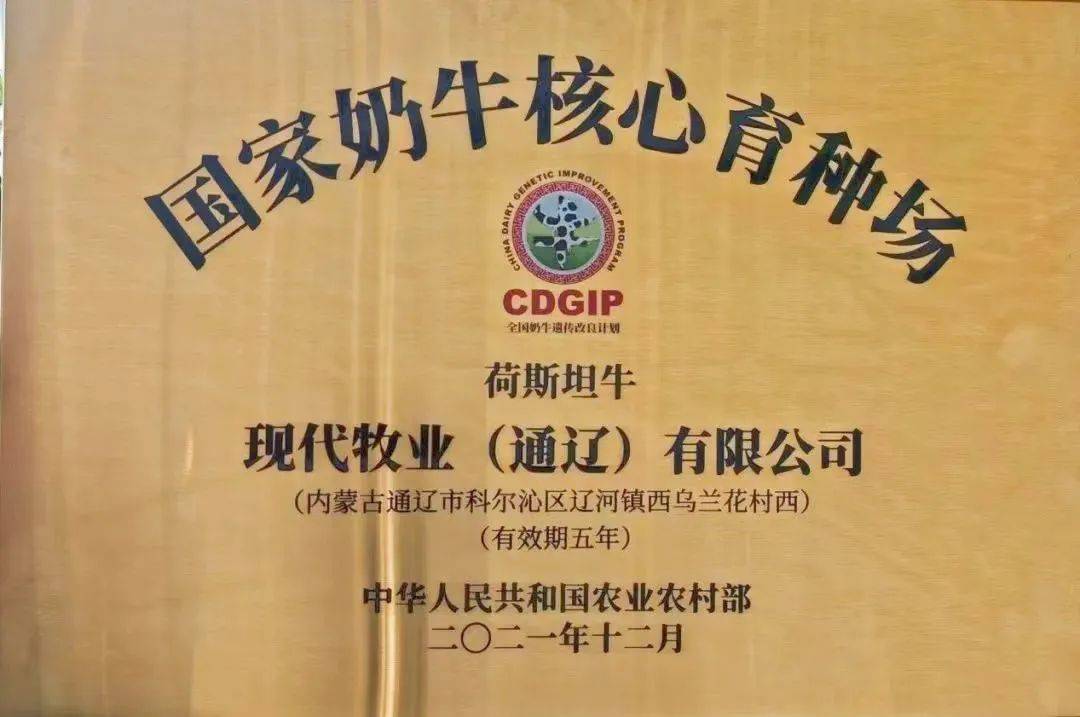 国家奶牛核心育种场
CHINA DAIRY GENETIC IMPROVEMENT PROGRAM
CDGIP
全国奶牛遗传改良计划
荷斯坦牛
现代牧业（通辽）有限公司
（内蒙古通辽市科尔沁区辽河镇西乌兰花村西）
（有效期五年）
中华人民共和国农业农村部
二〇二一年十二月